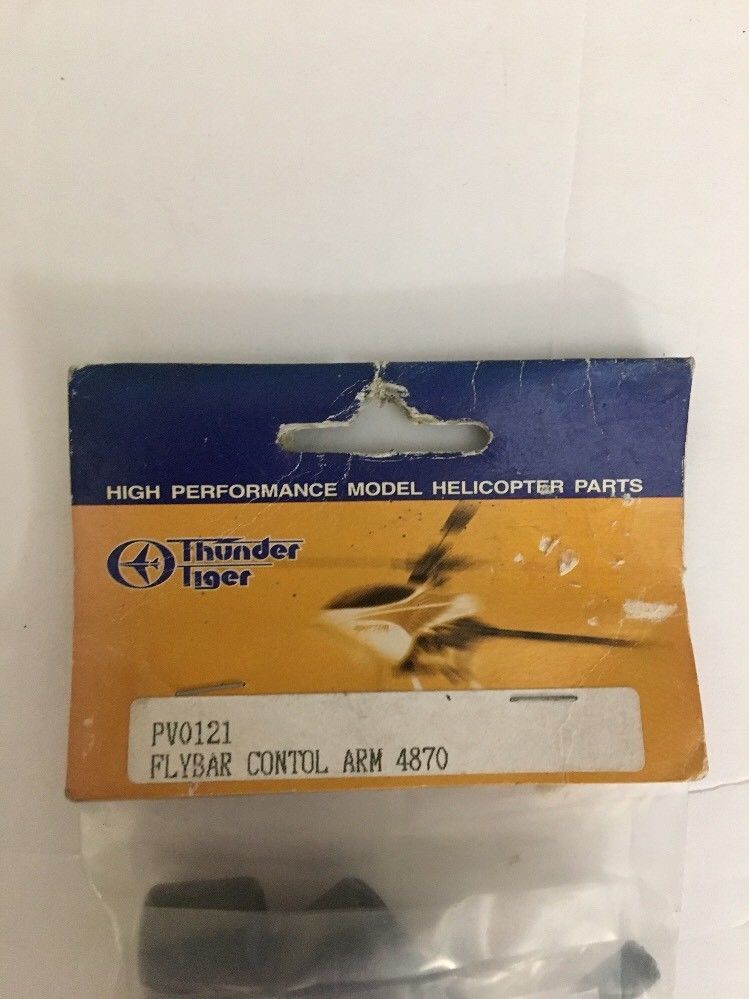 HIGH PERFORMANCE MODEL HELICOPTER PARTS
Thunder
Tiger
PV0121
FLYBAR CONTOL ARM 4870